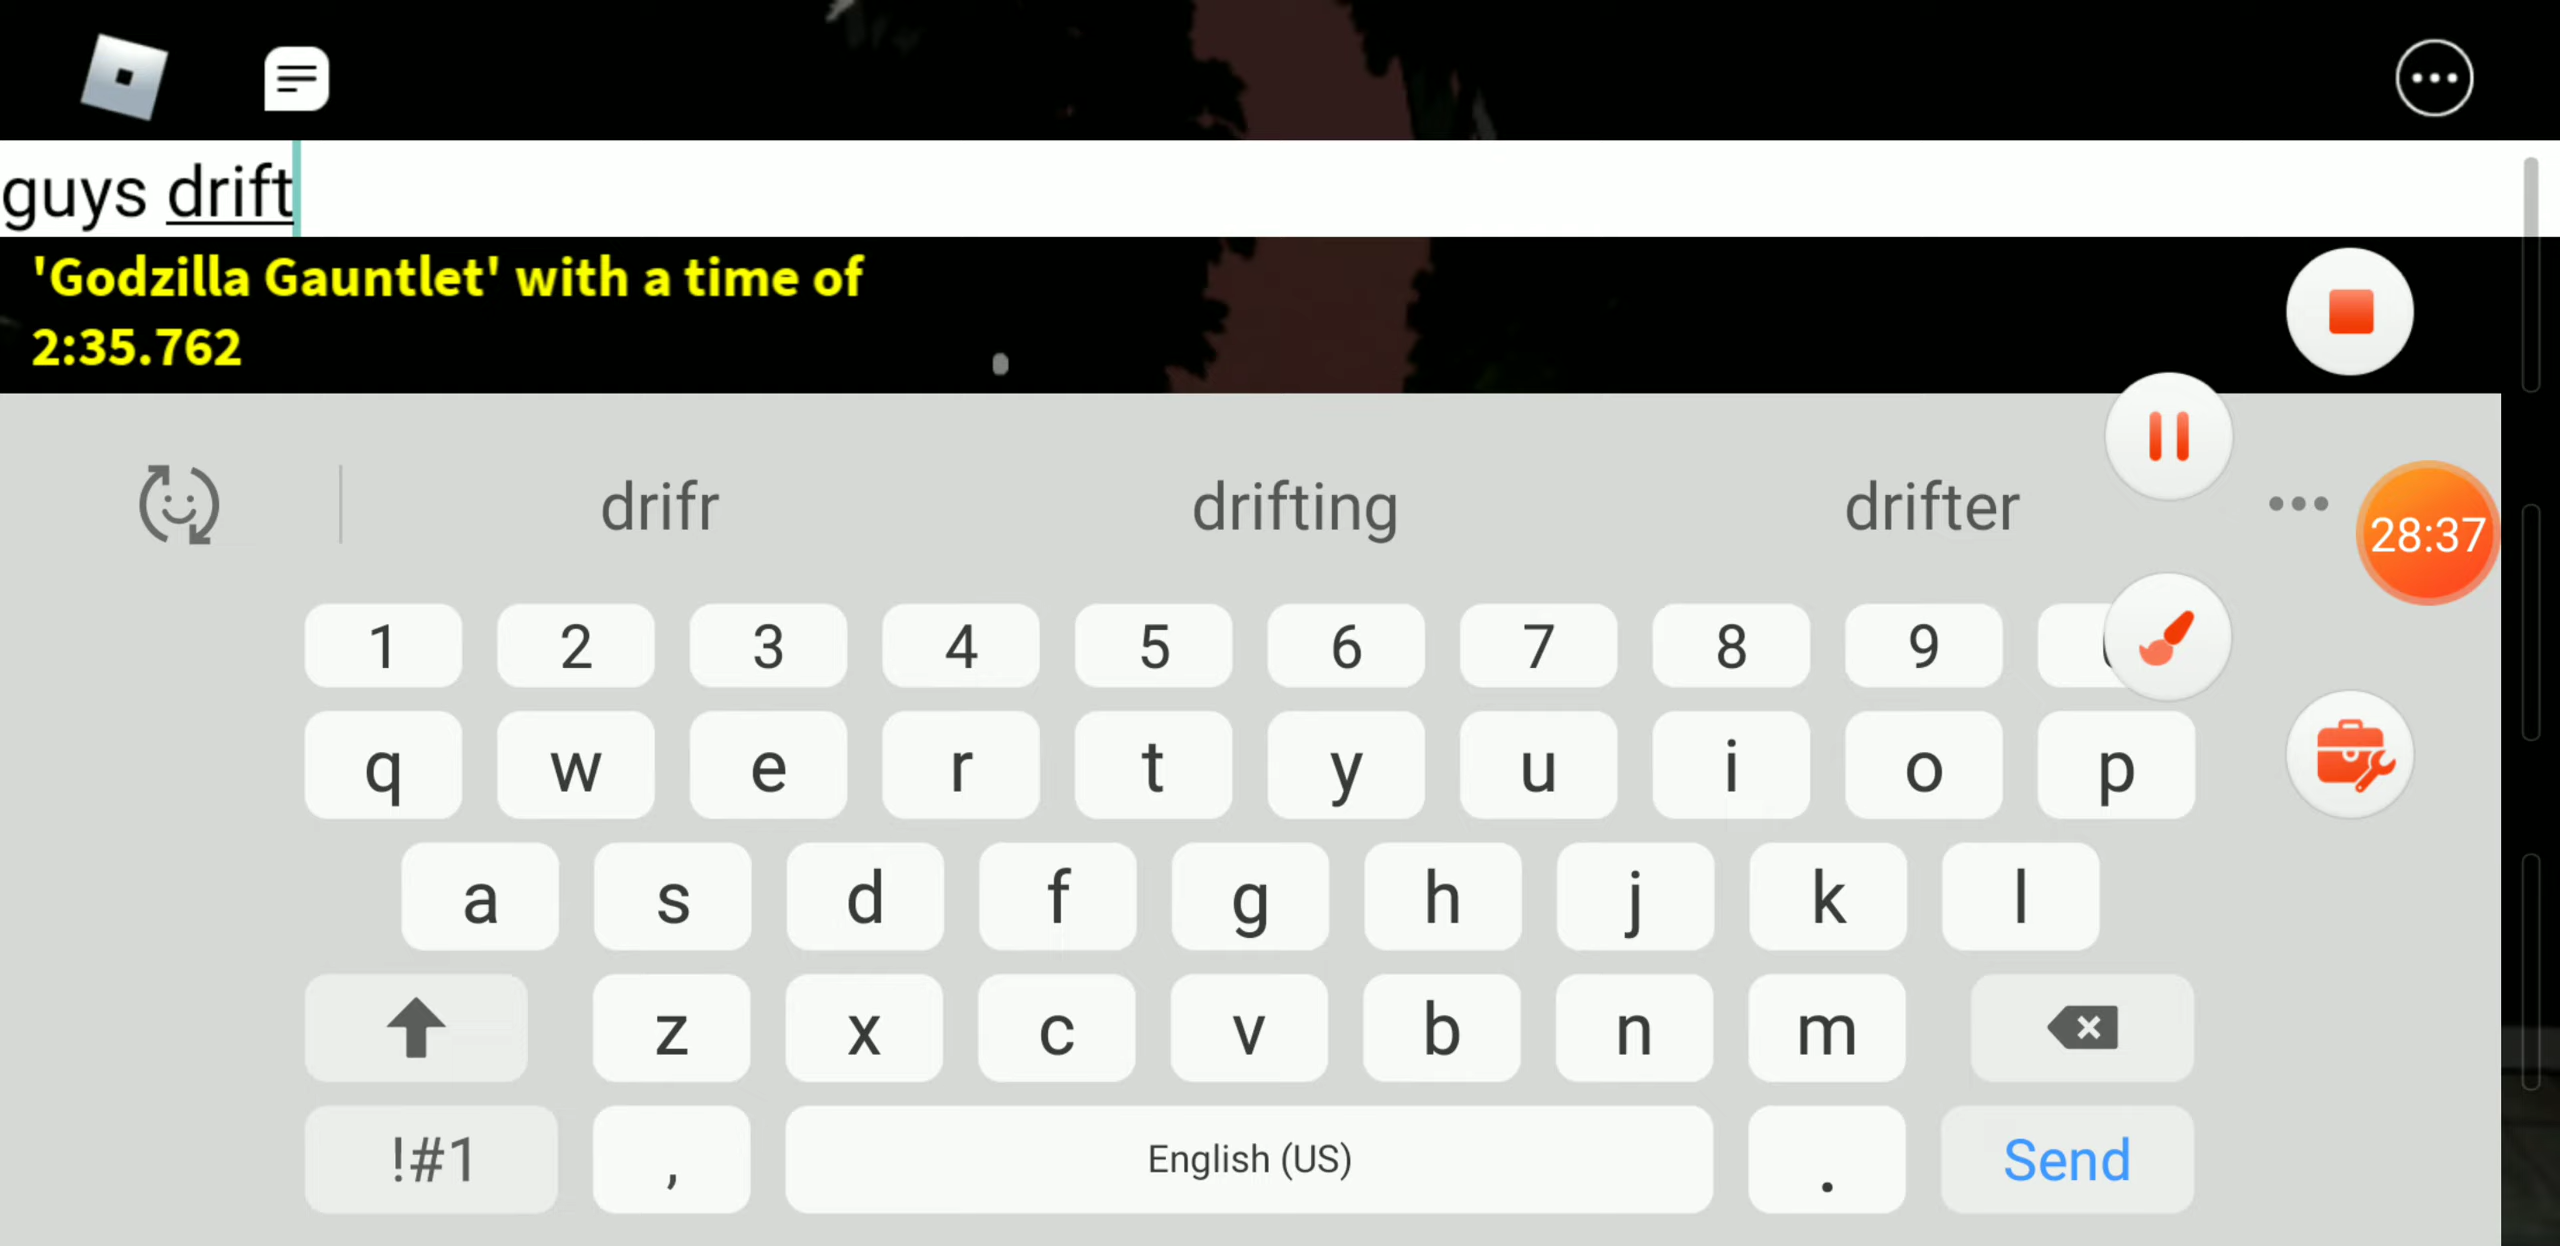 guys drift
'Godzilla Gauntlet' with a time of
2:35.762
drifr drifting drifter
28:37
1 2 3 4 5 6 7 8 9
q w e r t y u i o p
a s d f g h j k l
z x c v b n m
!#1 , English (US) . Send